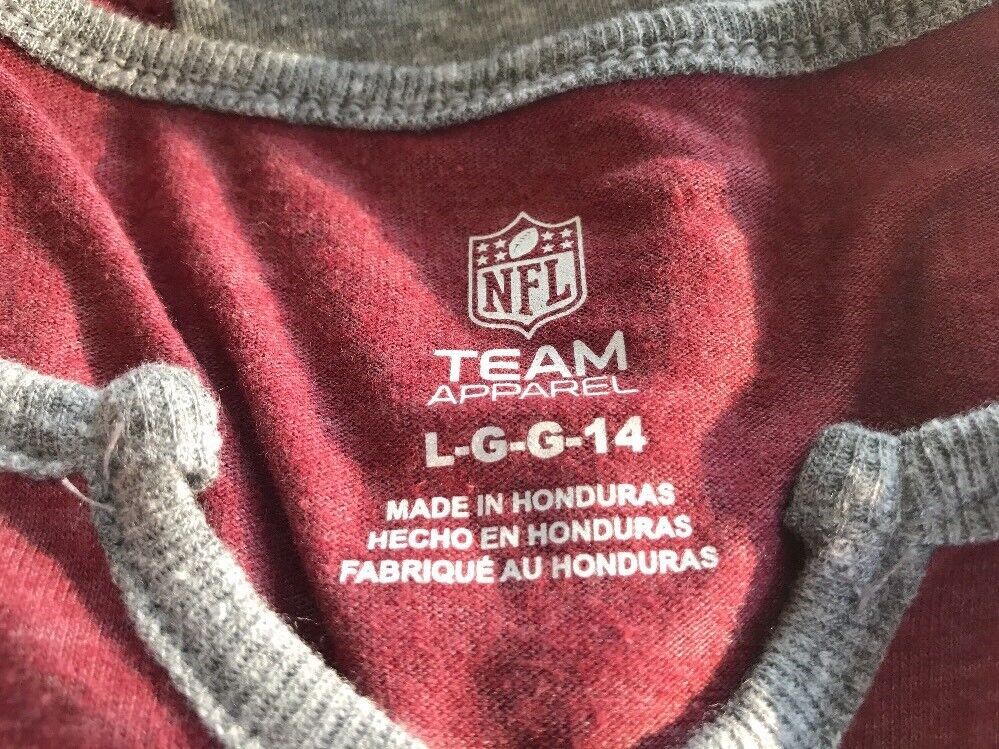 NFL
TEAM
APPAREL
L-G-G-14
MADE IN HONDURAS
HECHO EN HONDURAS
FABRIQUÉ AU HONDURAS